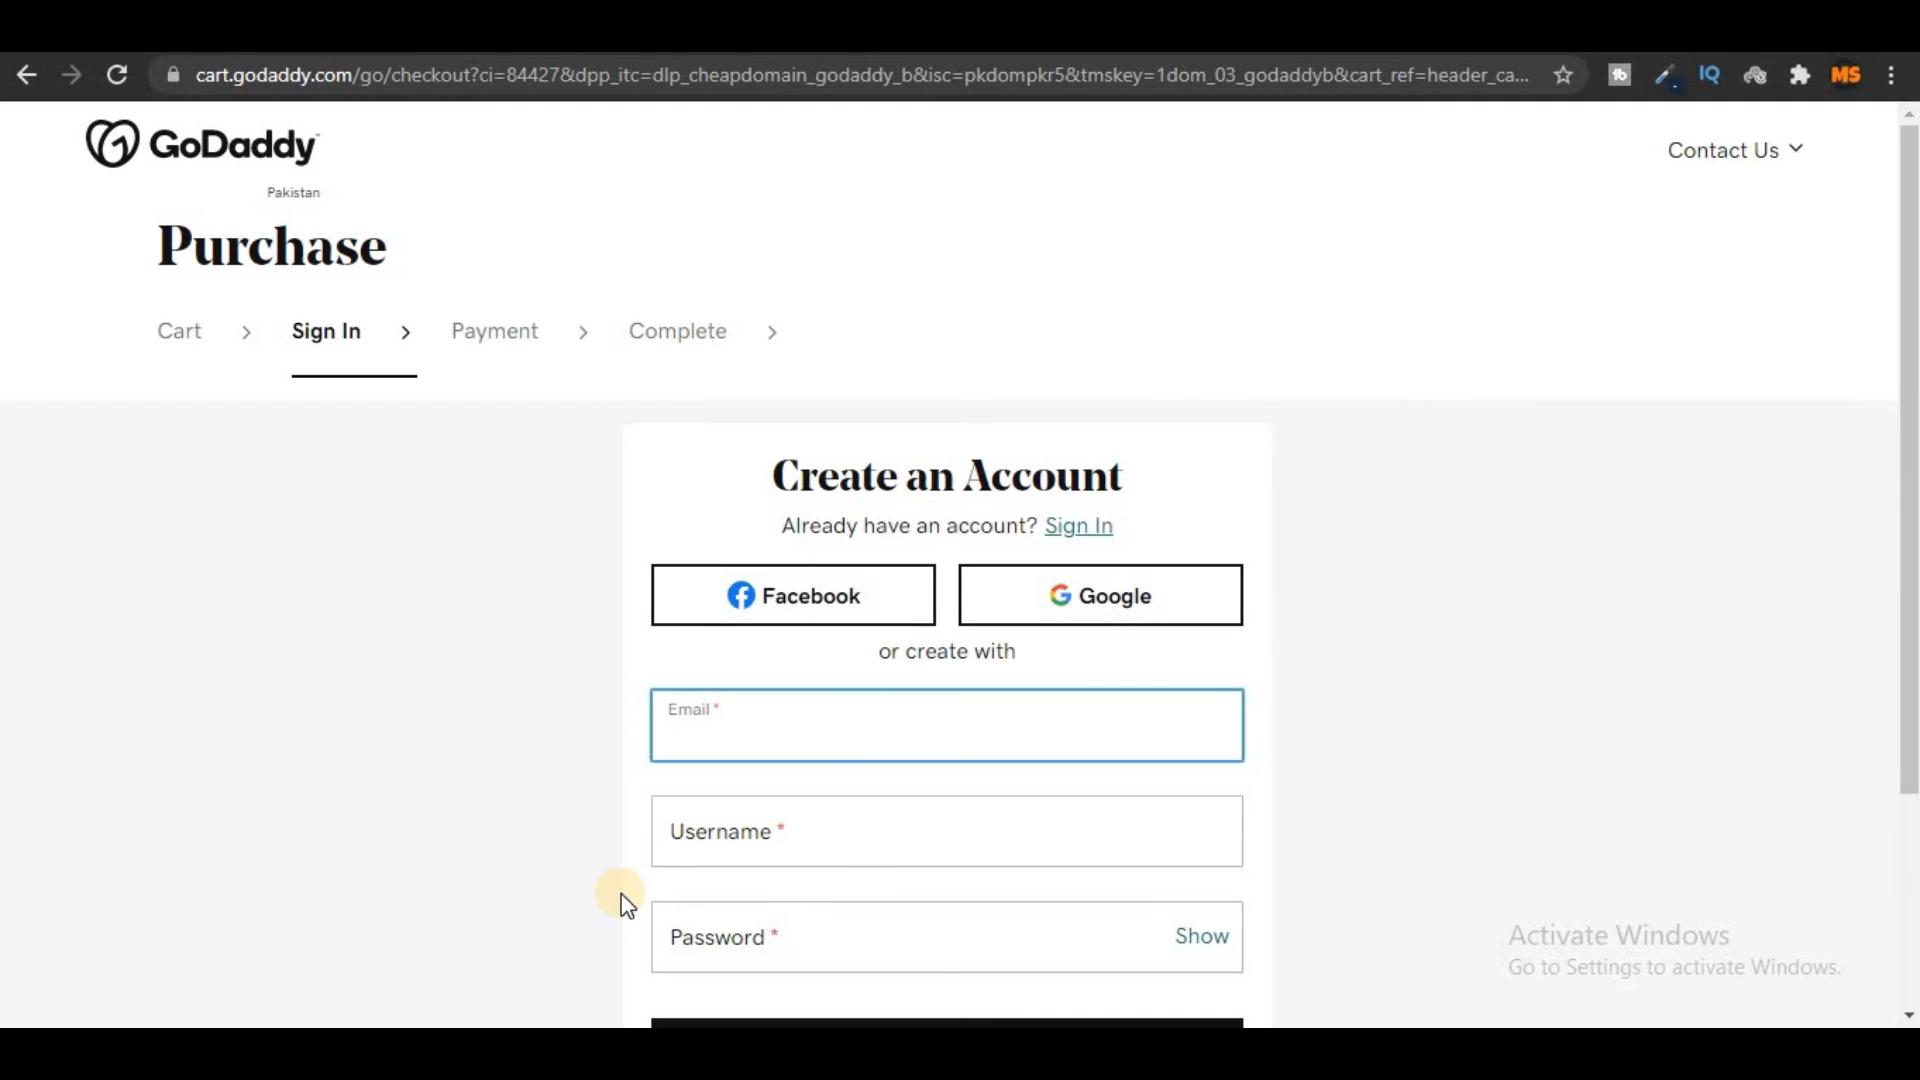 cart.godaddy.com/go/checkout?ci=84427&dpp_itc=dlp_cheapdomain_godaddy_b&isc=pkdompkr5&tmskey=1dom_03_godaddyb&cart_ref=header_ca...
tb
IQ
MS
GoDaddy
Contact Us
Pakistan
Purchase
Cart > Sign In > Payment > Complete >
Create an Account
Already have an account? Sign In
Facebook
G Google
or create with
Email *
Username *
Password *
Show
Activate Windows
Go to Settings to activate Windows.